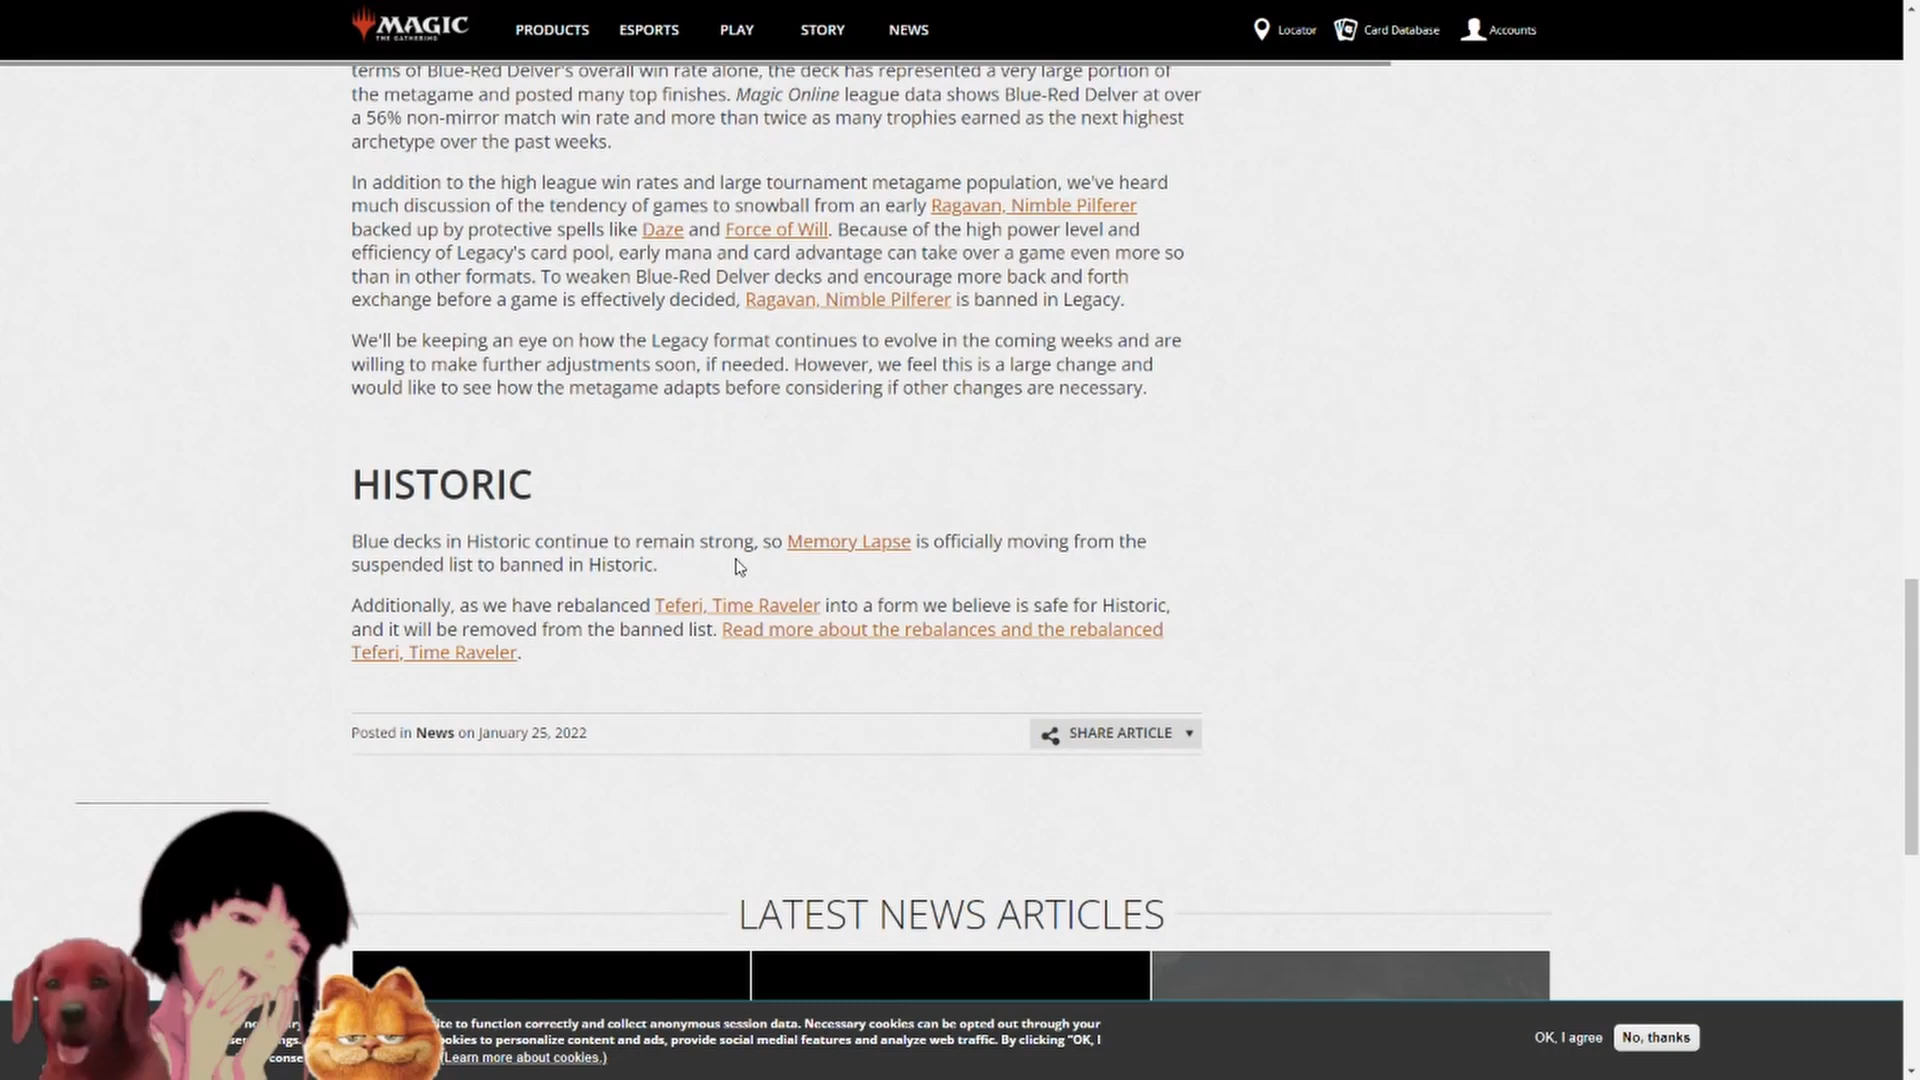 MAGIC
THE GATHERING
PRODUCTS
ESPORTS
PLAY
STORY
NEWS
Locator
Card Database
Accounts
terms of Blue-Red Delver's overall win rate alone, the deck has represented a very large portion of
the metagame and posted many top finishes. Magic Online league data shows Blue-Red Delver at over
a 56% non-mirror match win rate and more than twice as many trophies earned as the next highest
archetype over the past weeks.
In addition to the high league win rates and large tournament metagame population, we've heard
much discussion of the tendency of games to snowball from an early Ragavan, Nimble Pilferer
backed up by protective spells like Daze and Force of Will. Because of the high power level and
efficiency of Legacy's card pool, early mana and card advantage can take over a game even more so
than in other formats. To weaken Blue-Red Delver decks and encourage more back and forth
exchange before a game is effectively decided, Ragavan, Nimble Pilferer is banned in Legacy.
We'll be keeping an eye on how the Legacy format continues to evolve in the coming weeks and are
willing to make further adjustments soon, if needed. However, we feel this is a large change and
would like to see how the metagame adapts before considering if other changes are necessary.
HISTORIC
Blue decks in Historic continue to remain strong, so Memory Lapse is officially moving from the
suspended list to banned in Historic.
Additionally, as we have rebalanced Teferi, Time Raveler into a form we believe is safe for Historic,
and it will be removed from the banned list. Read more about the rebalances and the rebalanced
Teferi, Time Raveler.
Posted in News on January 25, 2022
SHARE ARTICLE
LATEST NEWS ARTICLES
to function correctly and collect anonymous session data. Necessary cookies can be opted out through your
to personalize content and ads, provide social medial features and analyze web traffic. By clicking "OK, I
(Learn more about cookies.)
OK, I agree
No, thanks